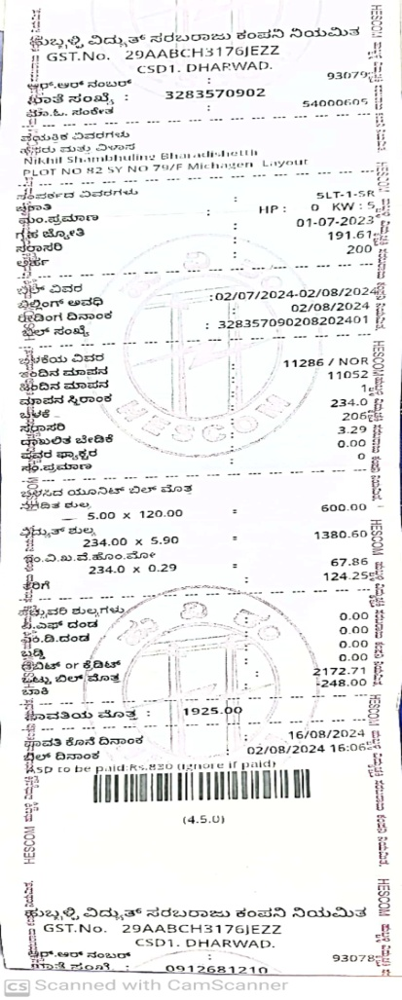 ಹುಬ್ಬಳ್ಳಿ ವಿದ್ಯುತ್ ಸರಬರಾಜು ಕಂಪನಿ ನಿಯಮಿತ
GST.No. 29AABCH3176JEZZ
CSD1. DHARWAD.
ಆರ್.ಆರ್ ನಂಬರ್ : 93079
ಖಾತೆ ಸಂಖ್ಯೆ : 3283570902
ಮಾ.ಓ. ಸಂಕೇತ : 54000605
ವೈಯಕ್ತಿಕ ವಿವರಗಳು
ಹೆಸರು ಮತ್ತು ವಿಳಾಸ
Nikhil Shambhuling Bharadishettii
PLOT NO 82 SY NO 79/F Michagen Layout
ಸಂಪರ್ಕದ ವಿವರಗಳು
ಜಕಾತಿ : 5LT-1-SR
ಮಂ.ಪ್ರಮಾಣ HP : 0 KW : 5
ಗೃಹ ಜ್ಯೋತಿ : 01-07-2023
ಸರಾಸರಿ : 191.61
ಅರ್ಹ : 200
ಬಿಲ್ ವಿವರ
ಬಿಲ್ಲಿಂಗ್ ಅವಧಿ :02/07/2024-02/08/2024
ರೀಡಿಂಗ ದಿನಾಂಕ : 02/08/2024
ಬಿಲ್ ಸಂಖ್ಯೆ : 328357090208202401
ಬಳಕೆಯ ವಿವರ
ಇಂದಿನ ಮಾಪನ 11286 / NOR
ಹಿಂದಿನ ಮಾಪನ : 11052
ಮಾಪನ ಸ್ಥಿರಾಂಕ : 1
ಬಳಕೆ : 234.0
ಸರಾಸರಿ : 206
ದಾಖಲಿತ ಬೇಡಿಕೆ : 3.29
ಪವರ ಫ್ಯಾಕ್ಟರ : 0.00
ಸಂ.ಪ್ರಮಾಣ : 0
ಬಳಸಿದ ಯೂನಿಟ್ ಬಿಲ್ ಮೊತ್ತ
ನಿಗದಿತ ಶುಲ್ಕ
5.00 x 120.00 = 600.00
ವಿದ್ಯುತ್ ಶುಲ್ಕ
234.00 x 5.90 = 1380.60
ಇಂ.ವಿ.ಖ.ವೆ.ಹೊಂ.ಮೋ
234.0 x 0.29 = 67.86
ತೆರಿಗೆ = 124.25
ಹೆಚ್ಚುವರಿ ಶುಲ್ಕಗಳು
ಪಿ.ಎಫ್ ದಂಡ : 0.00
ಎಂ.ಡಿ.ದಂಡ : 0.00
ಬಡ್ಡಿ : 0.00
ಡೆಬಿಟ್ or ಕ್ರೆಡಿಟ್ : 0.00
ಒಟ್ಟು ಬಿಲ್ ಮೊತ್ತ : 2172.71
ಬಾಕಿ : -248.00
ಪಾವತಿಯ ಮೊತ್ತ : 1925.00
ಪಾವತಿ ಕೊನೆ ದಿನಾಂಕ : 16/08/2024
ಬಿಲ್ ದಿನಾಂಕ : 02/08/2024 16:06
ASD to be paid:Rs.820 (ignore if paid)
(4.5.0)
ಹುಬ್ಬಳ್ಳಿ ವಿದ್ಯುತ್ ಸರಬರಾಜು ಕಂಪನಿ ನಿಯಮಿತ
GST.No. 29AABCH3176JEZZ
CSD1. DHARWAD.
ಆರ್.ಆರ್ ನಂಬರ್ : 93078
ಖಾತೆ ಸಂಖ್ಯೆ : 0912681210
HESCOM
CS Scanned with CamScanner